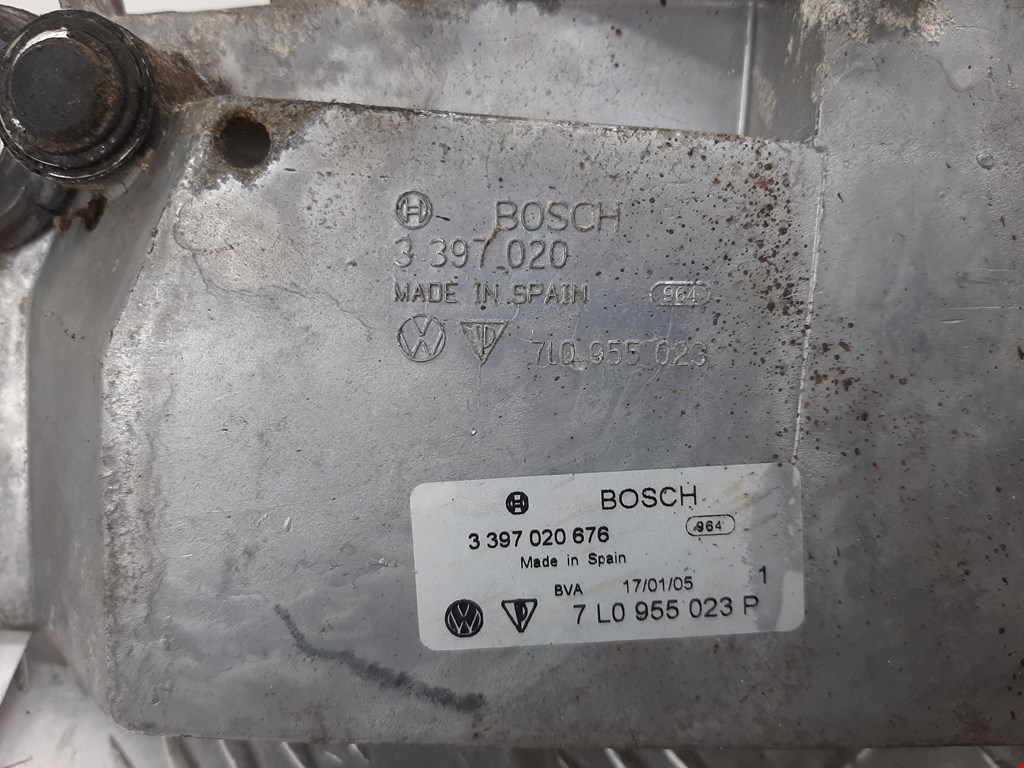 BOSCH
3 397 020
MADE IN SPAIN 964
7L0 955 023
BOSCH
3 397 020 676 964
Made in Spain
BVA 17/01/05 1
7 L0 955 023 P